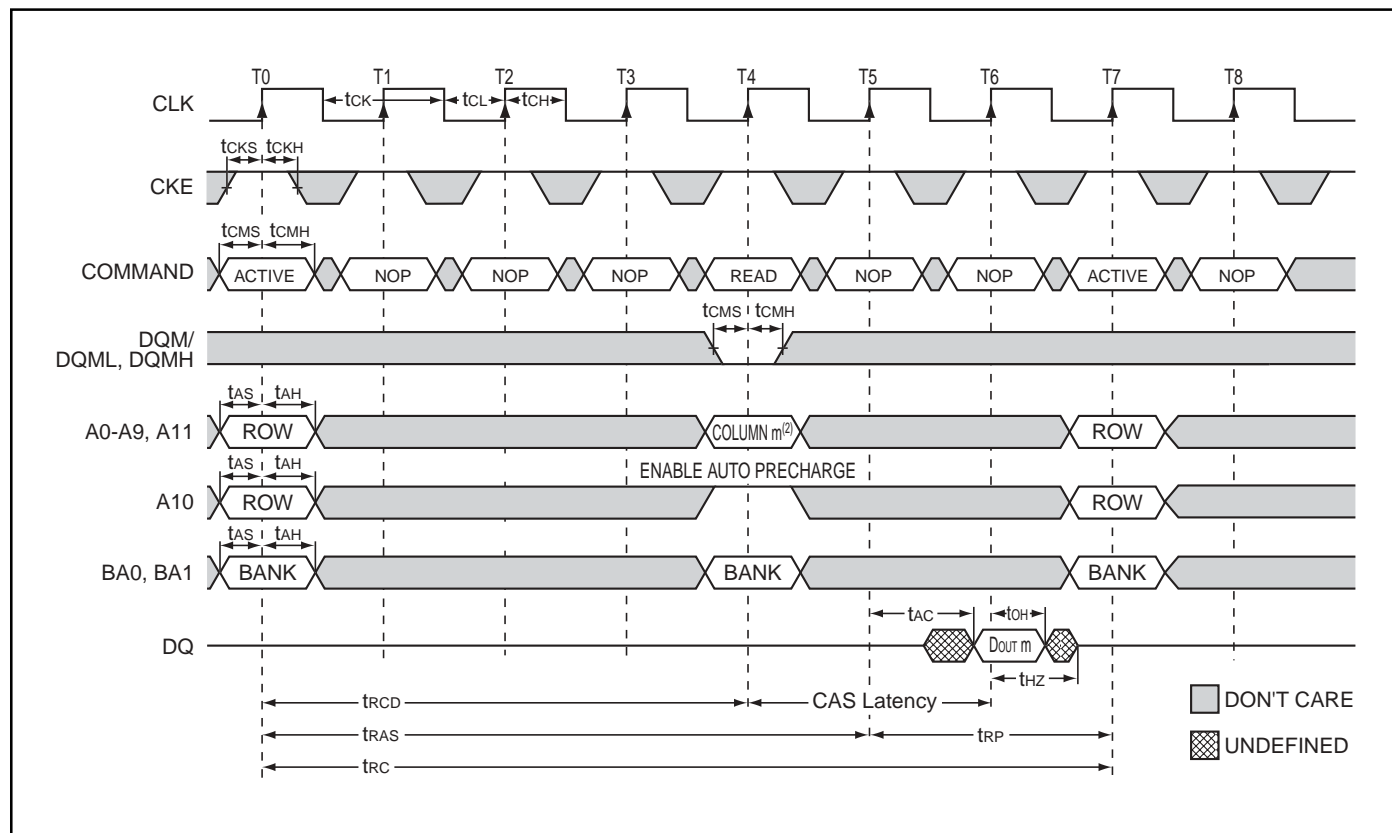 T0 T1 T2 T3 T4 T5 T6 T7 T8
CLK tCK tCL tCH
tCKS tCKH
CKE
tCMS tCMH
COMMAND ACTIVE NOP NOP NOP READ NOP NOP ACTIVE NOP
tCMS tCMH
DQM/
DQML, DQMH
tAS tAH
A0-A9, A11 ROW COLUMN m(2) ROW
tAS tAH ENABLE AUTO PRECHARGE
A10 ROW ROW
tAS tAH
BA0, BA1 BANK BANK BANK
tAC tOH
DQ DOUT m
tHZ
tRCD CAS Latency
DON'T CARE
tRAS tRP
UNDEFINED
tRC